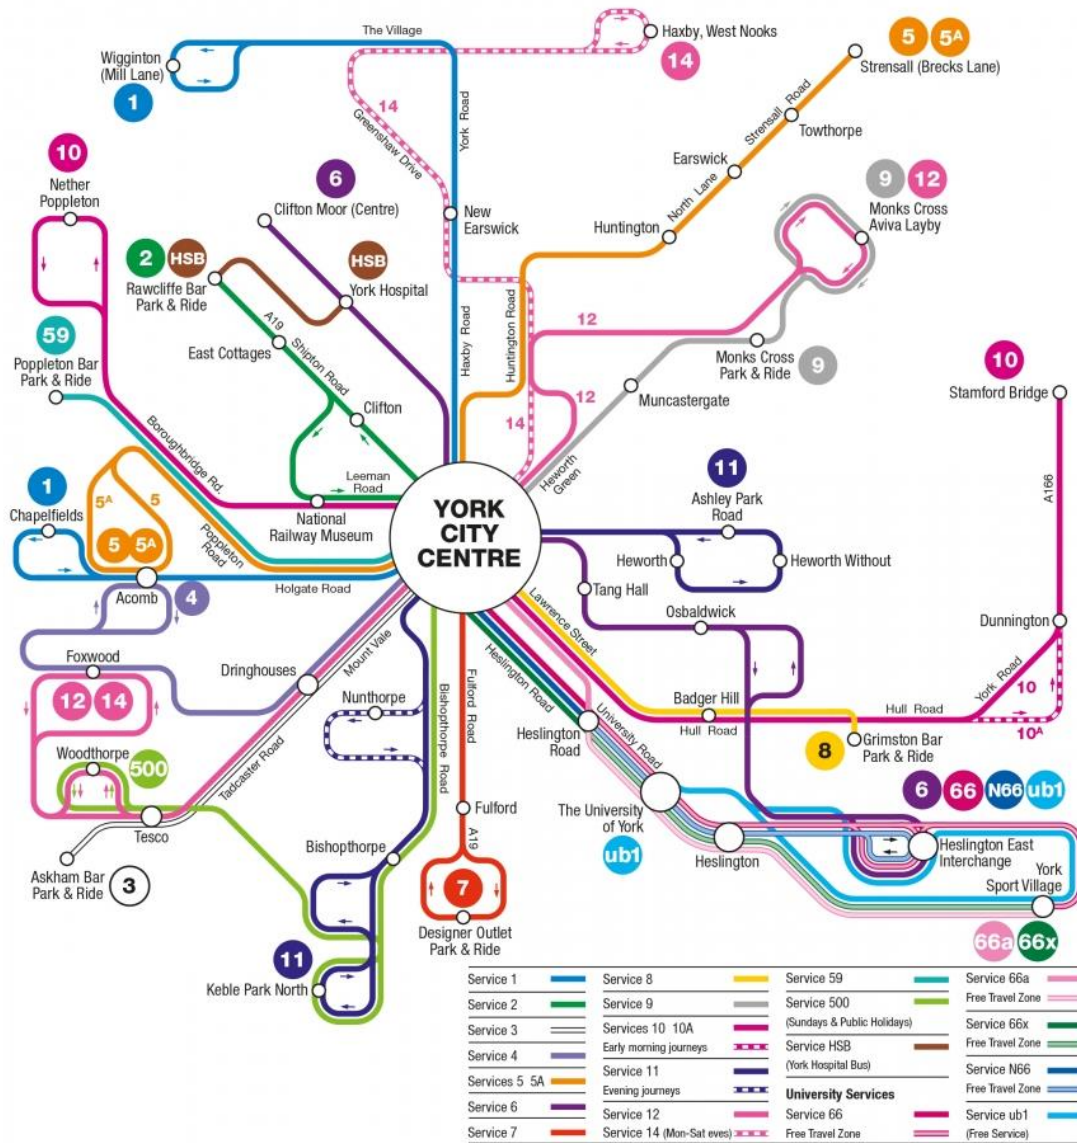 The Village
Wigginton
(Mill Lane)
1
Haxby, West Nooks
14
5
5A
Strensall (Brecks Lane)
14
Greenshaw Drive
York Road
Strensall Road
Towthorpe
Earswick
North Lane
Huntington
10
Nether
Poppleton
6
Clifton Moor (Centre)
New
Earswick
9
12
Monks Cross
Aviva Layby
2
HSB
Rawcliffe Bar
Park & Ride
HSB
York Hospital
A19
Shipton Road
East Cottages
Haxby Road
Huntington Road
12
Monks Cross
Park & Ride
9
59
Poppleton Bar
Park & Ride
10
Stamford Bridge
Muncastergate
12
14
Clifton
Boroughbridge Rd.
Leeman
Road
National
Railway Museum
Heworth
Green
A166
1
Chapelfields
5A
5
5
5A
Poppleton
Road
YORK
CITY
CENTRE
11
Ashley Park
Road
Heworth
Heworth Without
Acomb
Holgate Road
4
Tang Hall
Osbaldwick
Lawrence Street
Dunnington
Foxwood
12
14
Dringhouses
Mount Vale
Nunthorpe
Bishopthorpe Road
Fulford Road
Heslington Road
Heslington
Road
University Road
Badger Hill
Hull Road
Hull Road
York Road
10
10A
8
Grimston Bar
Park & Ride
Woodthorpe
500
Tadcaster Road
Tesco
Askham Bar
Park & Ride
3
Bishopthorpe
Fulford
A19
7
Designer Outlet
Park & Ride
The University
of York
ub1
Heslington
6
66
N66
ub1
Heslington East
Interchange
York
Sport Village
66a
66x
11
Keble Park North
Service 1
Service 2
Service 3
Service 4
Services 5 5A
Service 6
Service 7
Service 8
Service 9
Services 10 10A
Early morning journeys
Service 11
Evening journeys
Service 12
Service 14 (Mon-Sat eves)
Service 59
Service 500
(Sundays & Public Holidays)
Service HSB
(York Hospital Bus)
University Services
Service 66
Free Travel Zone
Service 66a
Free Travel Zone
Service 66x
Free Travel Zone
Service N66
Free Travel Zone
Service ub1
(Free Service)